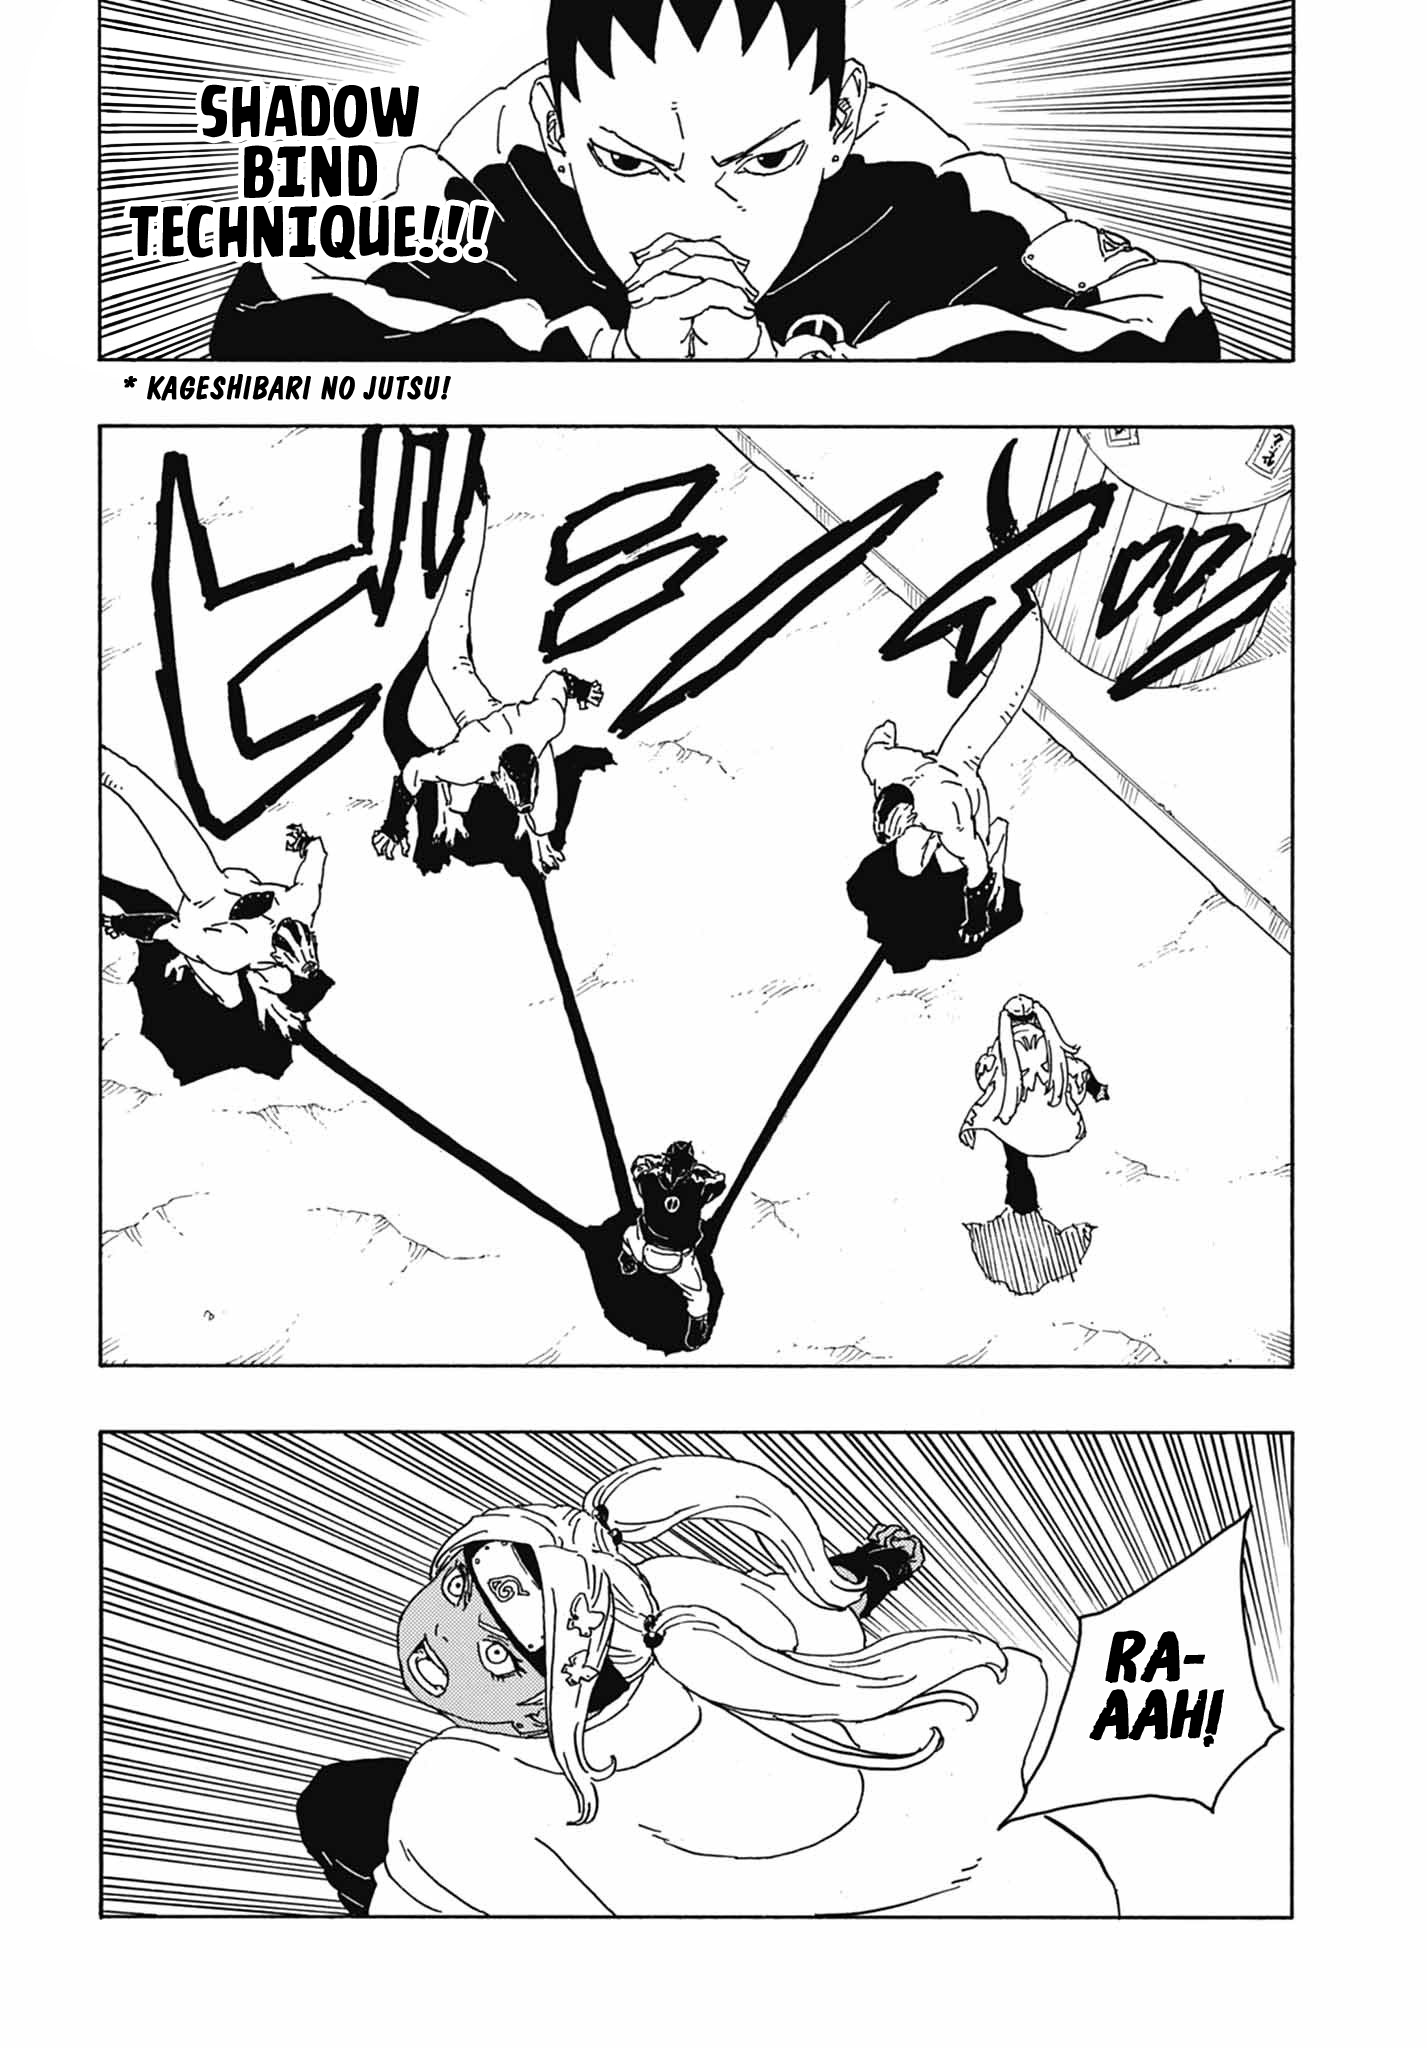 SHADOW
BIND
TECHNIQUE!!!
* KAGESHIBARI NO JUTSU!
RA-
AAH!